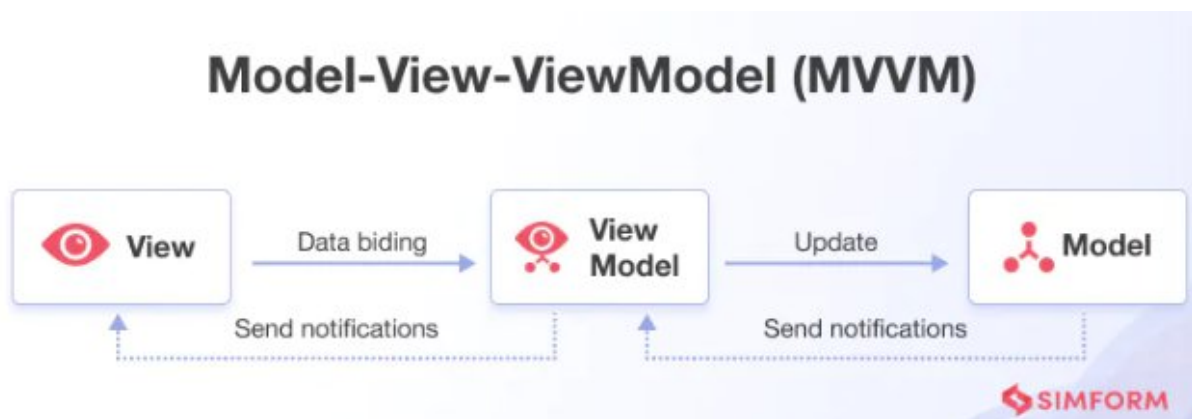 Model-View-ViewModel (MVVM)
View
Data biding
View
Model
Update
Model
Send notifications
Send notifications
SIMFORM